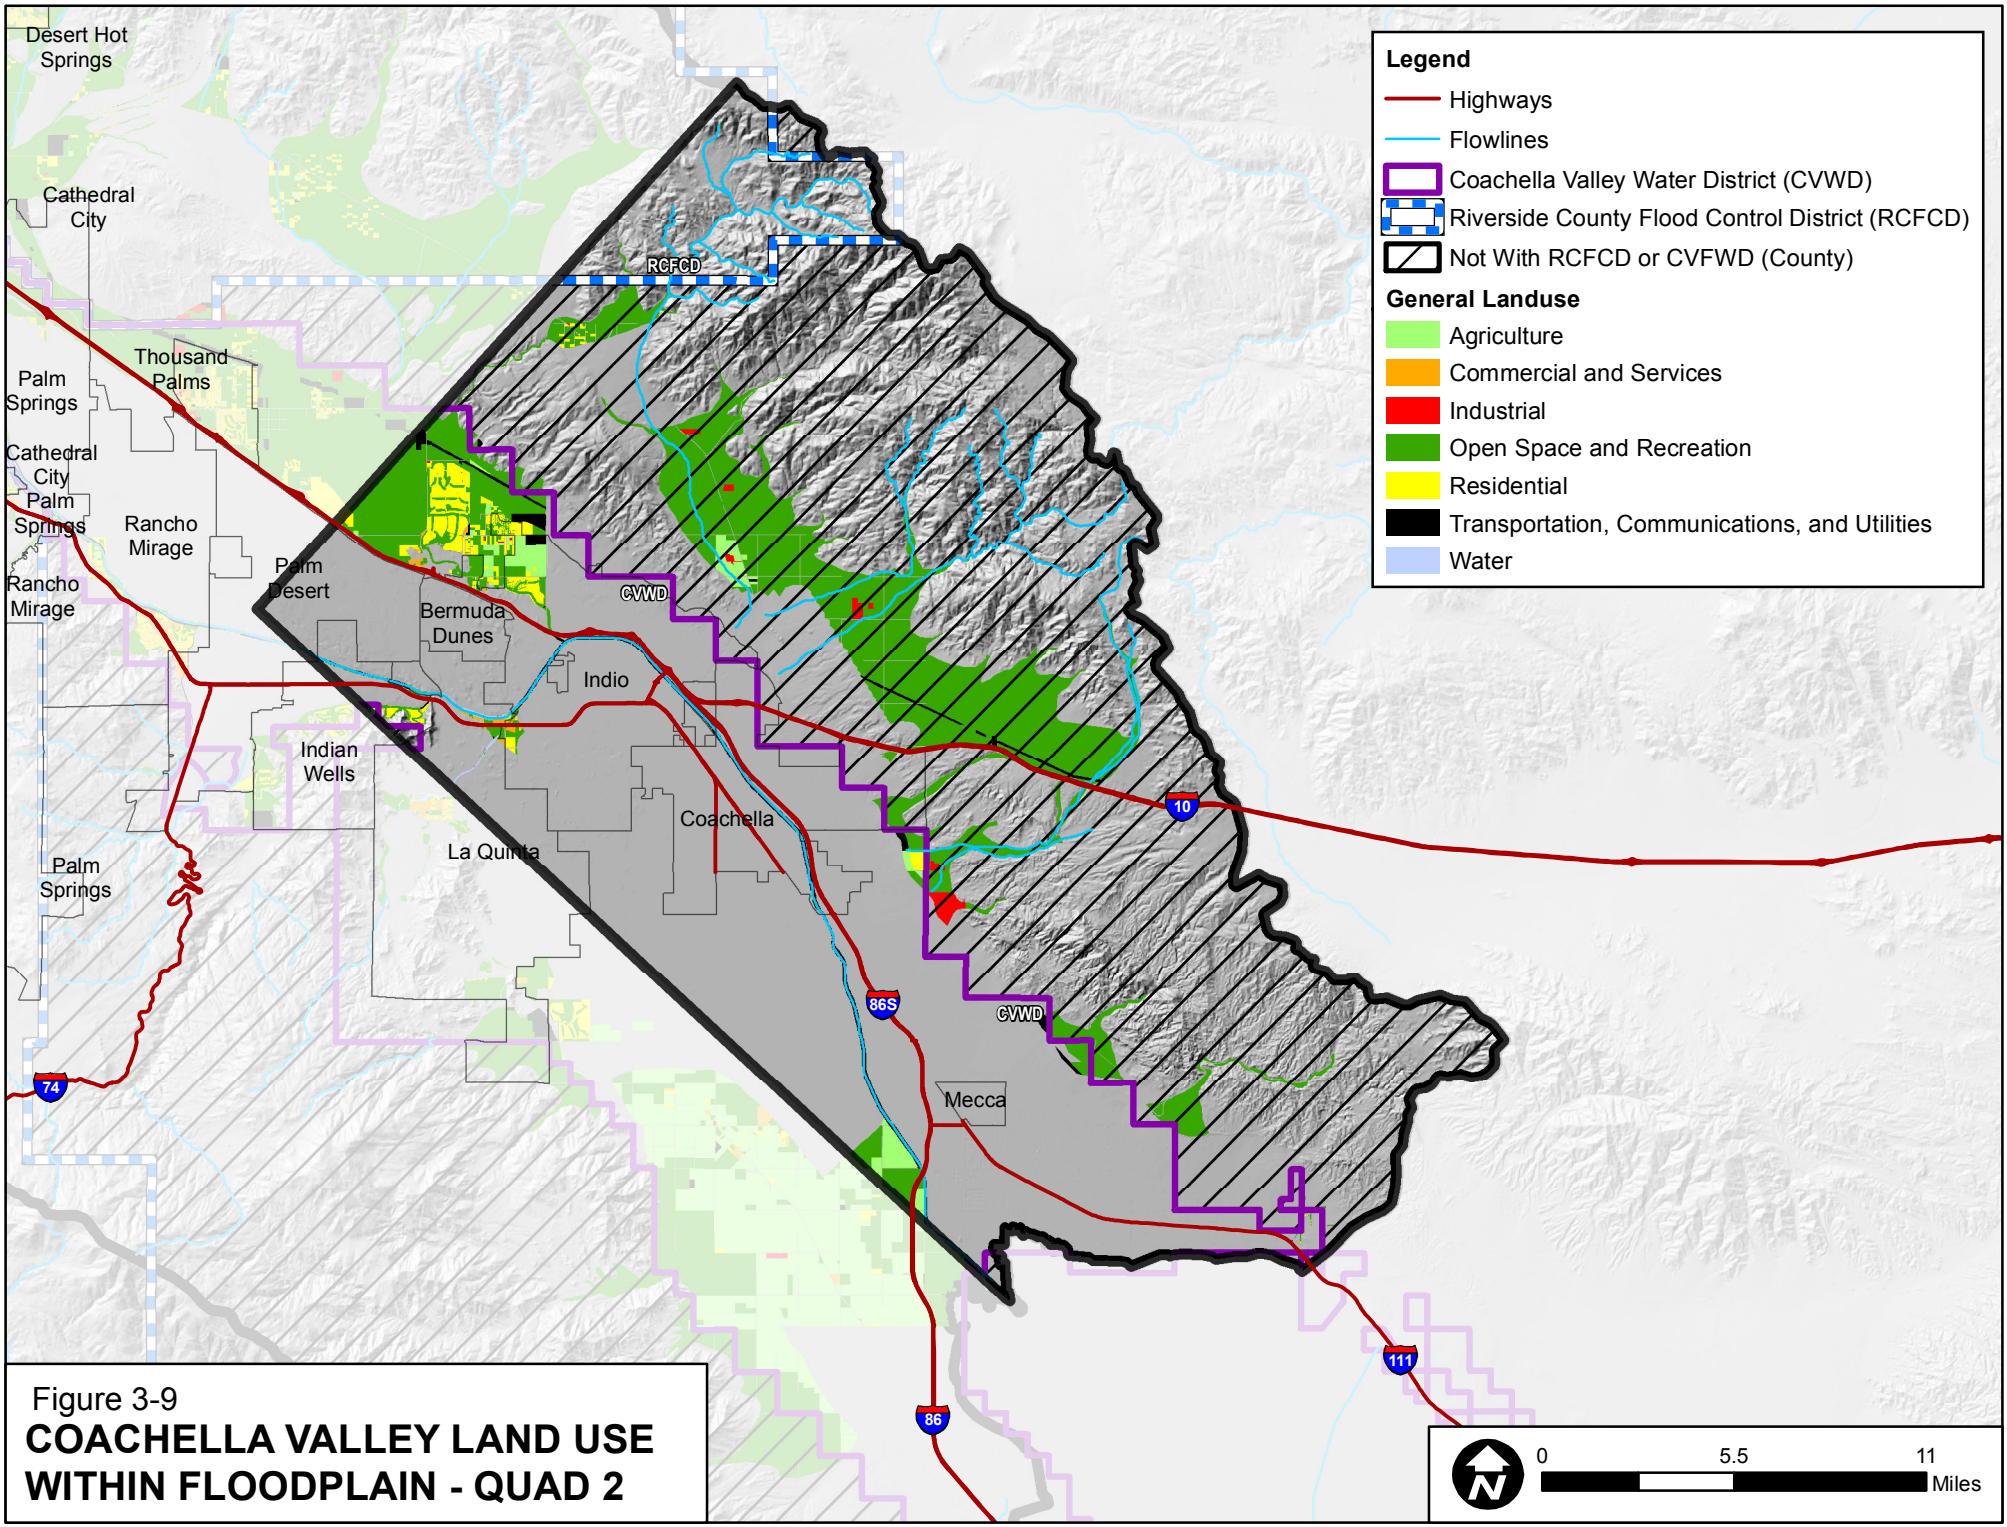 Desert Hot
Springs
Cathedral
City
Thousand
Palms
Palm
Springs
Cathedral
City
Palm
Springs
Rancho
Mirage
Rancho
Mirage
Palm
Desert
Bermuda
Dunes
Indio
Indian
Wells
Coachella
La Quinta
Palm
Springs
Mecca
RCFCD
CVWD
CVWD
10
86S
74
86
111
Legend
Highways
Flowlines
Coachella Valley Water District (CVWD)
Riverside County Flood Control District (RCFCD)
Not With RCFCD or CVFWD (County)
General Landuse
Agriculture
Commercial and Services
Industrial
Open Space and Recreation
Residential
Transportation, Communications, and Utilities
Water
Figure 3-9
COACHELLA VALLEY LAND USE
WITHIN FLOODPLAIN - QUAD 2
N
0 5.5 11
Miles